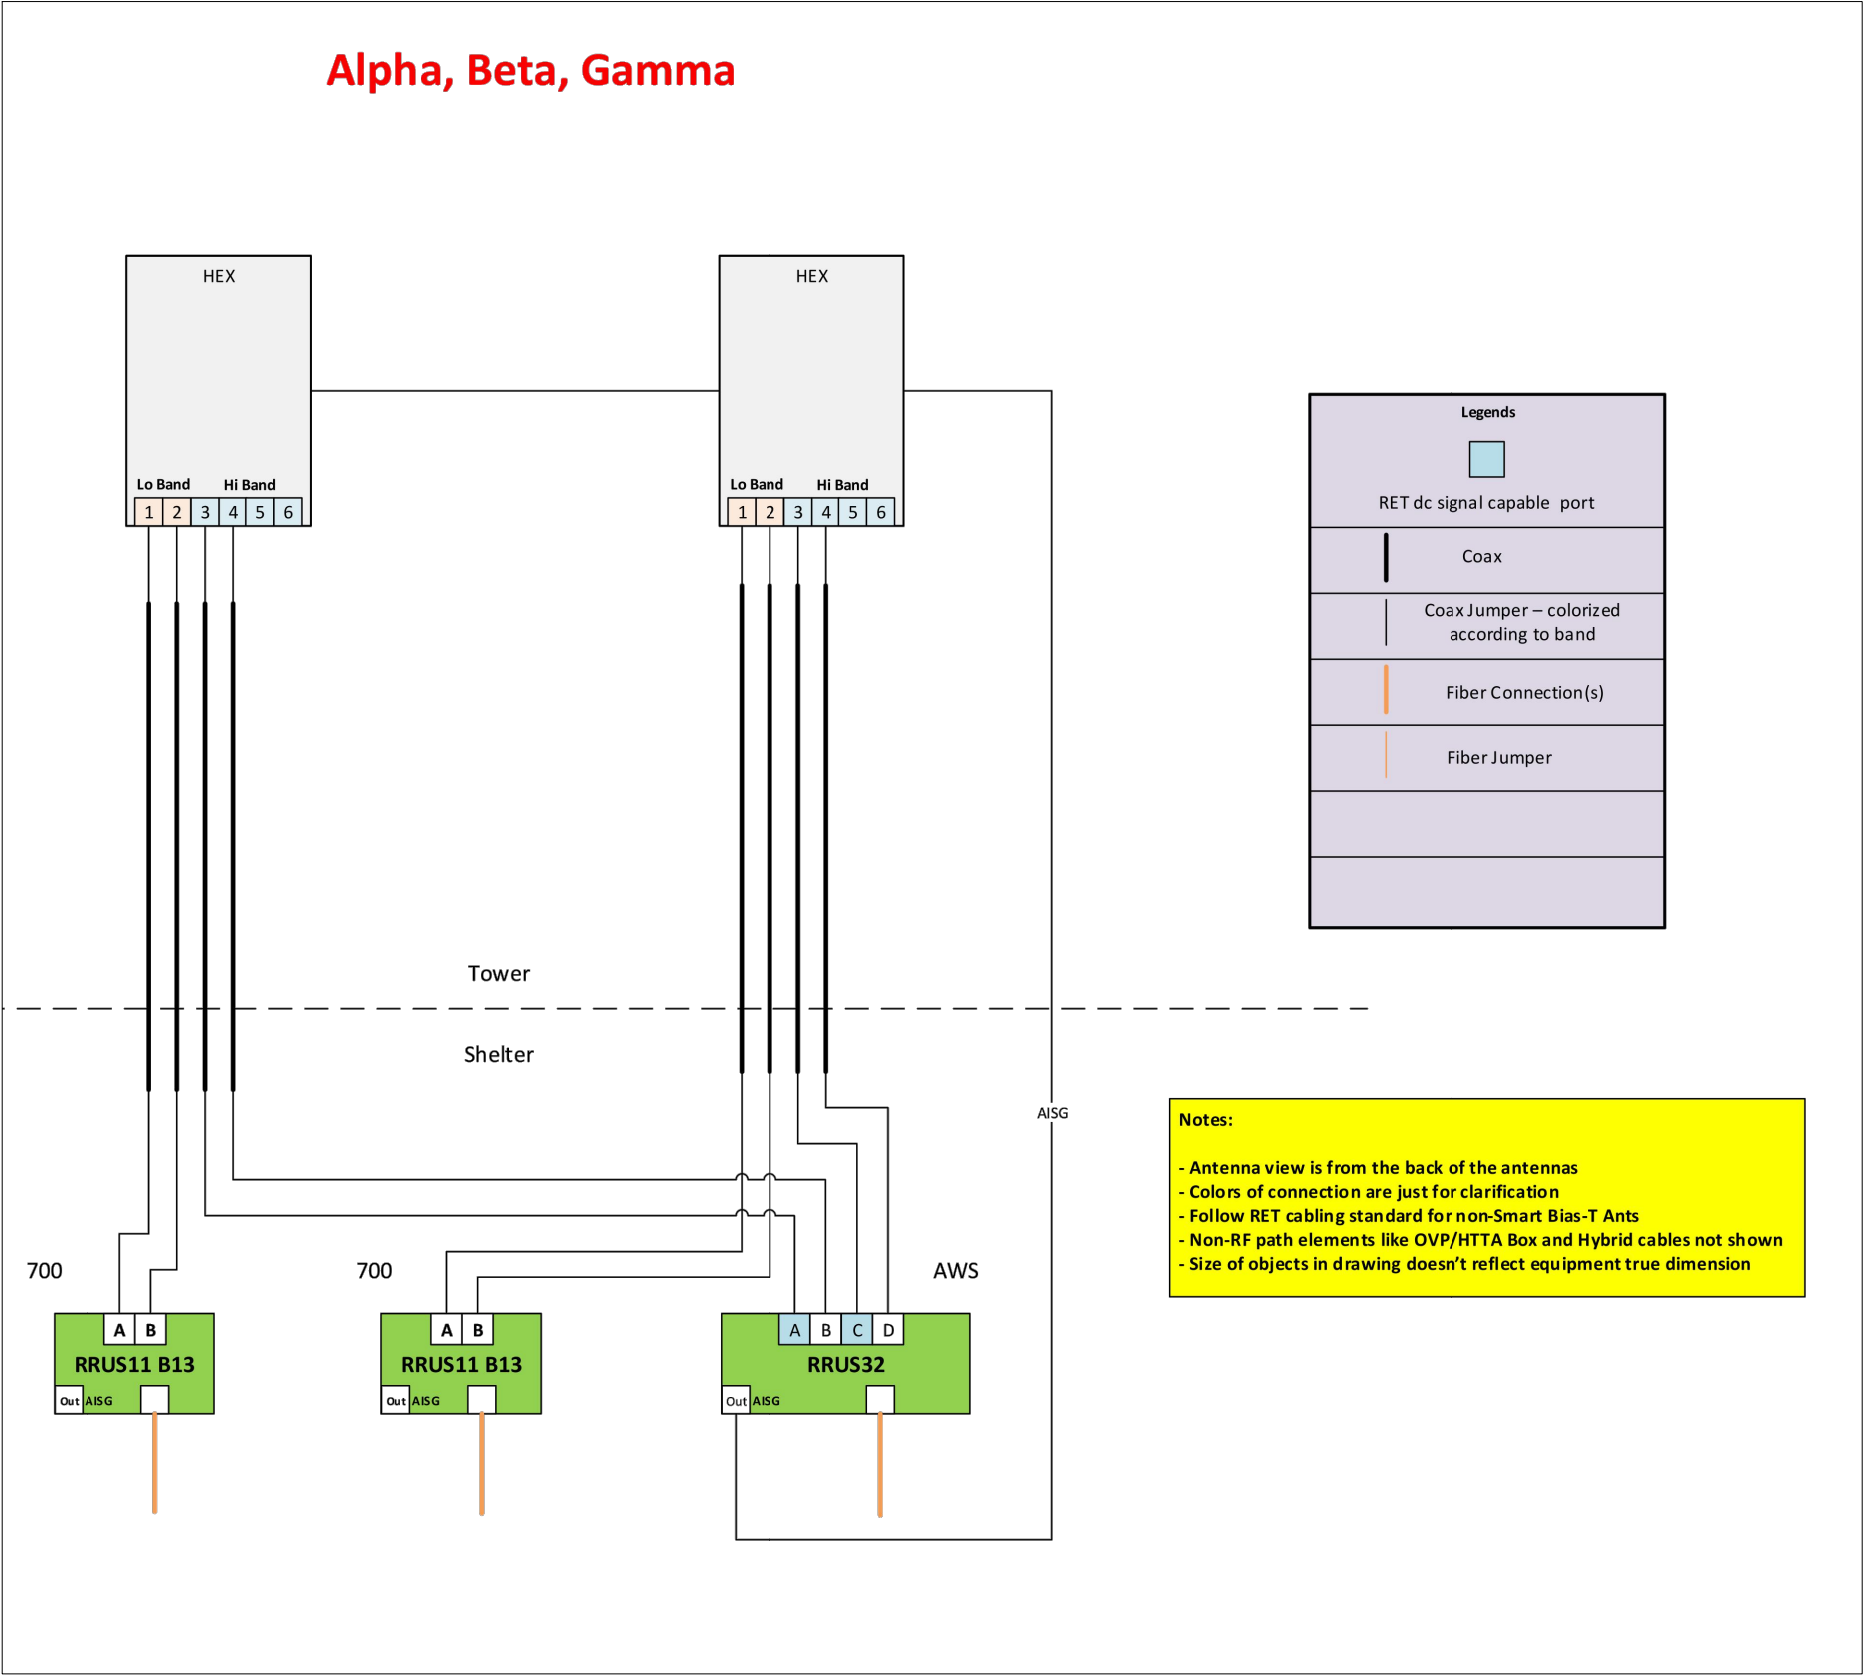 Alpha, Beta, Gamma
HEX
HEX
Lo Band Hi Band
1 2 3 4 5 6
Lo Band Hi Band
1 2 3 4 5 6
Legends
RET dc signal capable port
Coax
Coax Jumper – colorized
according to band
Fiber Connection(s)
Fiber Jumper
Tower
Shelter
AISG
Notes:
- Antenna view is from the back of the antennas
- Colors of connection are just for clarification
- Follow RET cabling standard for non-Smart Bias-T Ants
- Non-RF path elements like OVP/HTTA Box and Hybrid cables not shown
- Size of objects in drawing doesn’t reflect equipment true dimension
700
A B
RRUS11 B13
Out AISG
700
A B
RRUS11 B13
Out AISG
AWS
A B C D
RRUS32
Out AISG